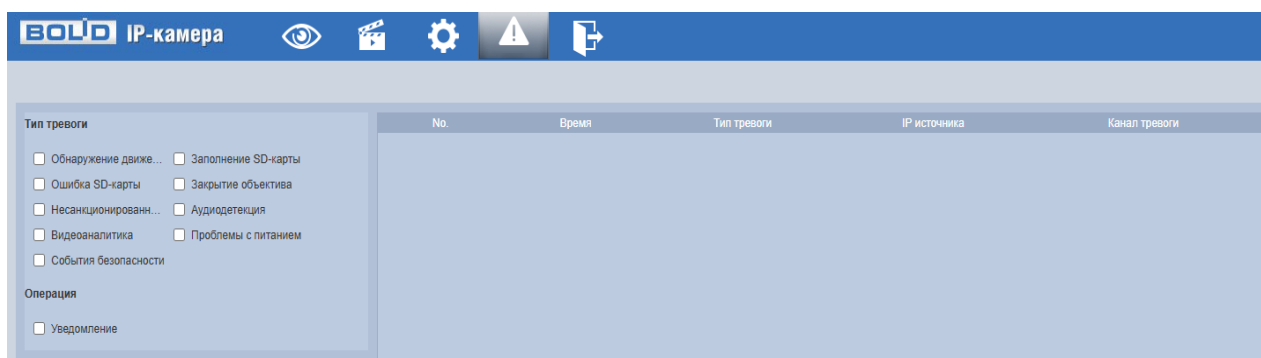 BOLID IP-камера
Тип тревоги
No. Время Тип тревоги IP источника Канал тревоги
Обнаружение движе... Заполнение SD-карты
Ошибка SD-карты Закрытие объектива
Несанкционированн... Аудиодетекция
Видеоаналитика Проблемы с питанием
События безопасности
Операция
Уведомление